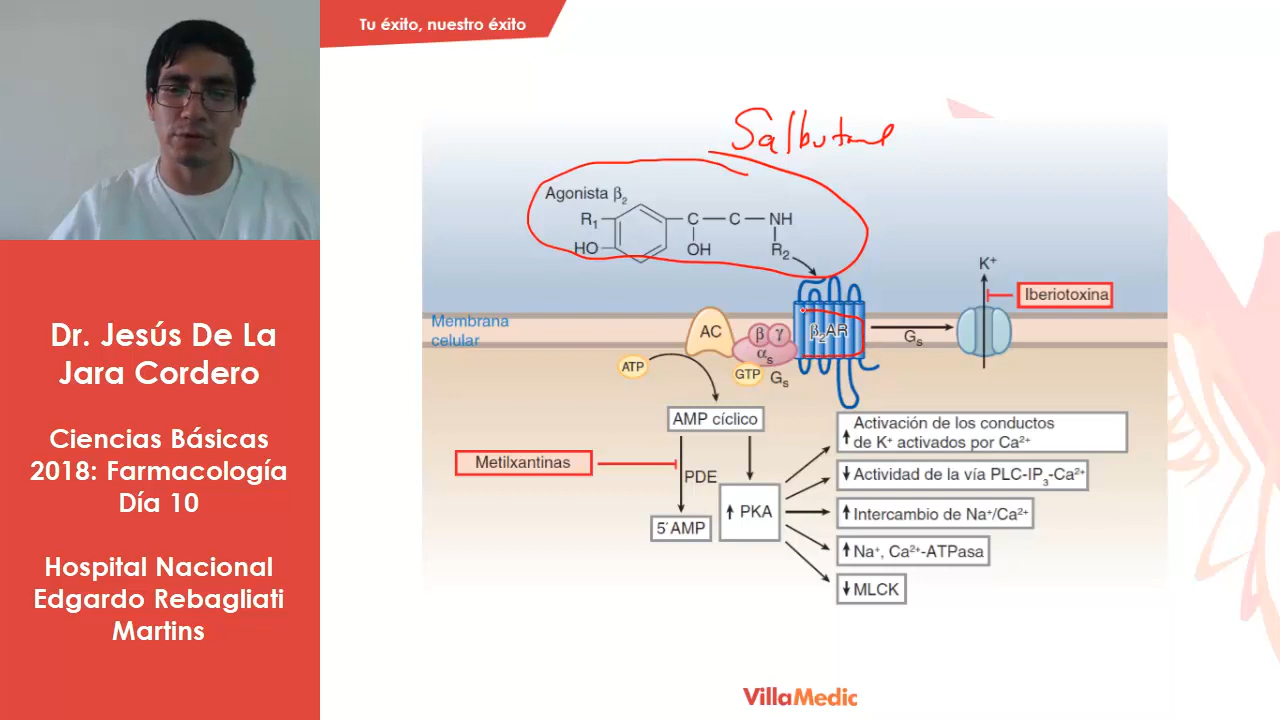 Tu éxito, nuestro éxito
Dr. Jesús De La
Jara Cordero
Ciencias Básicas
2018: Farmacología
Día 10
Hospital Nacional
Edgardo Rebagliati
Martins
Salbutamol
Agonista β₂
R₁
C
C
NH
HO
OH
R₂
K⁺
Iberiotoxina
Membrana
celular
AC
β
γ
αₛ
β₂AR
Gₛ
ATP
GTP
Gₛ
AMP cíclico
Activación de los conductos
de K⁺ activados por Ca²⁺
Metilxantinas
PDE
Actividad de la vía PLC-IP₃-Ca²⁺
PKA
5´AMP
Intercambio de Na⁺/Ca²⁺
Na⁺, Ca²⁺-ATPasa
MLCK
VillaMedic